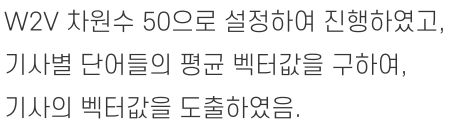 W2V 차원수 50으로 설정하여 진행하였고,
기사별 단어들의 평균 벡터값을 구하여,
기사의 벡터값을 도출하였음.